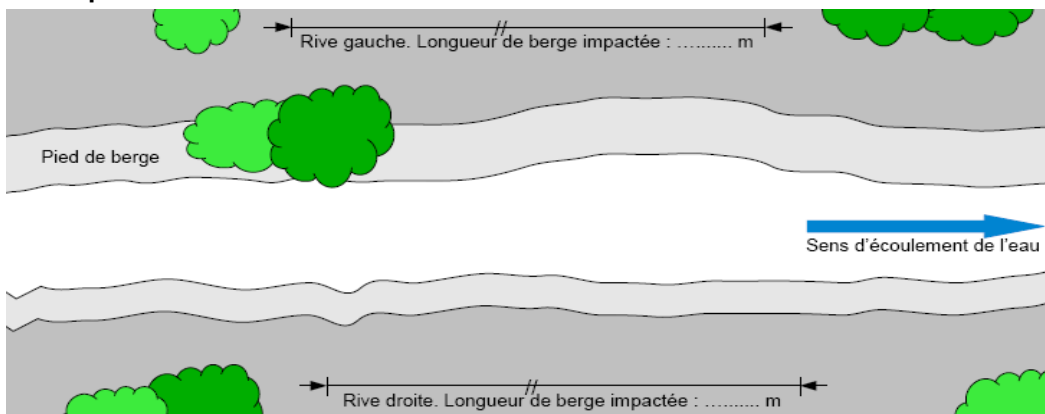 Rive gauche. Longueur de berge impactée : .......... m
Pied de berge
Sens d'écoulement de l'eau
Rive droite. Longueur de berge impactée : .......... m